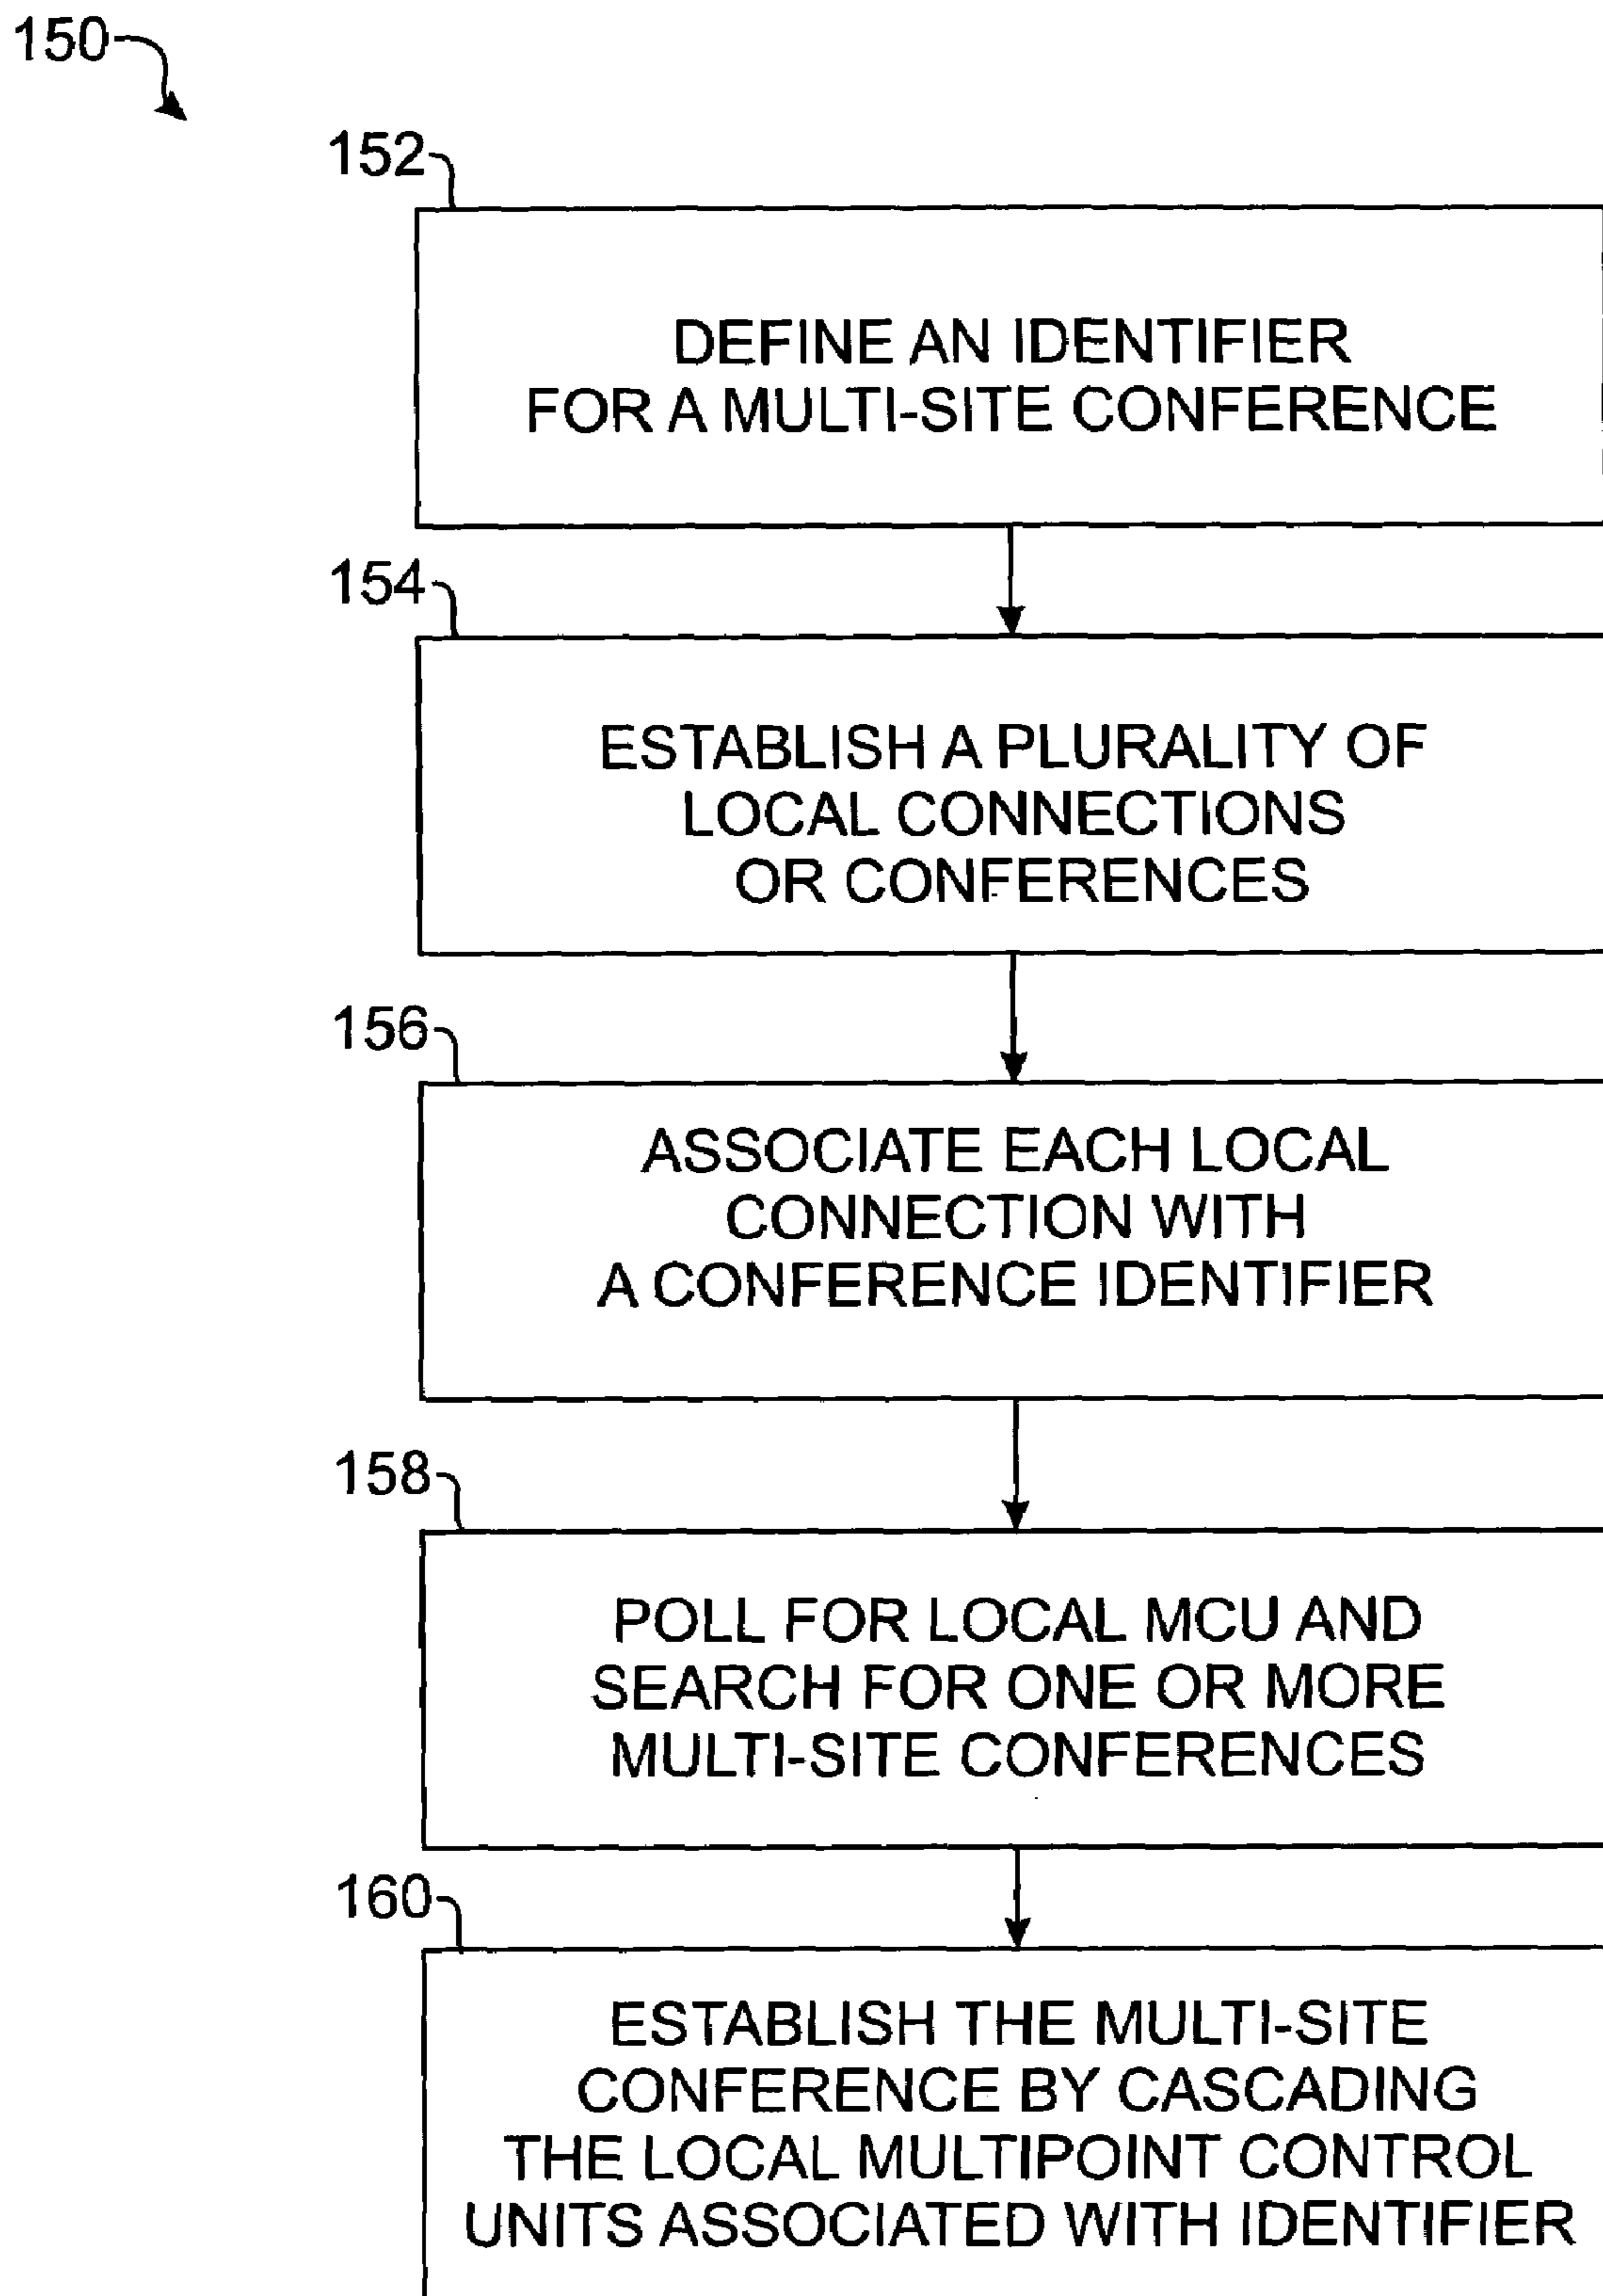 150
152
DEFINE AN IDENTIFIER
FOR A MULTI-SITE CONFERENCE
154
ESTABLISH A PLURALITY OF
LOCAL CONNECTIONS
OR CONFERENCES
156
ASSOCIATE EACH LOCAL
CONNECTION WITH
A CONFERENCE IDENTIFIER
158
POLL FOR LOCAL MCU AND
SEARCH FOR ONE OR MORE
MULTI-SITE CONFERENCES
160
ESTABLISH THE MULTI-SITE
CONFERENCE BY CASCADING
THE LOCAL MULTIPOINT CONTROL
UNITS ASSOCIATED WITH IDENTIFIER